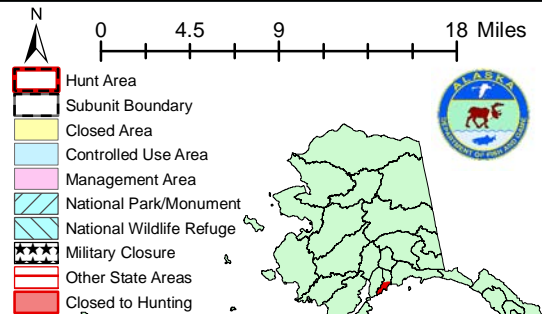 N
0 4.5 9 18 Miles
Hunt Area
Subunit Boundary
Closed Area
Controlled Use Area
Management Area
National Park/Monument
National Wildlife Refuge
Military Closure
Other State Areas
Closed to Hunting
ALASKA
DEPARTMENT OF FISH AND GAME